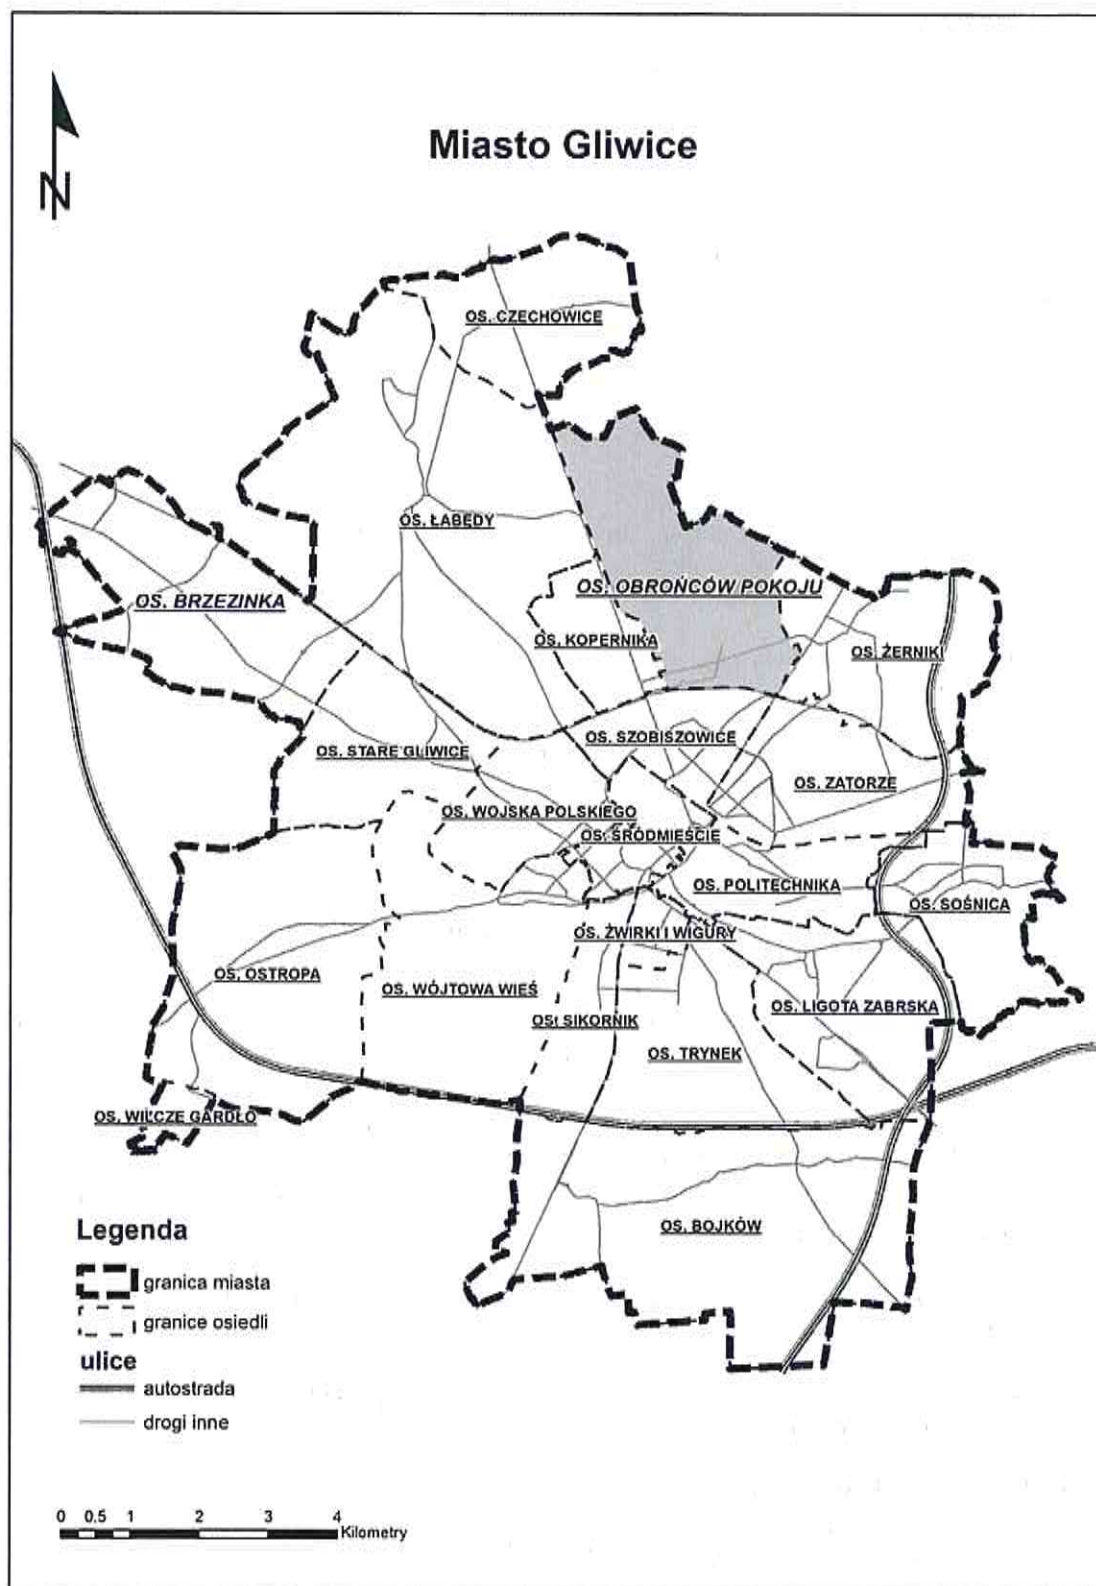 Miasto Gliwice
N
OS. CZECHOWICE
OS. ŁABĘDY
OS. OBROŃCÓW POKOJU
OS. BRZEZINKA
OS. KOPERNIKA
OS. ŻERNIKI
OS. SZOBISZOWICE
OS. STARE GLIWICE
OS. ZATORZE
OS. WOJSKA POLSKIEGO
OS. ŚRÓDMIEŚCIE
OS. POLITECHNIKA
OS. SOŚNICA
OS. ŻWIRKI I WIGURY
OS. OSTROPA
OS. WÓJTOWA WIEŚ
OS. LIGOTA ZABRSKA
OS. SIKORNIK
OS. TRYNEK
OS. WILCZE GARDŁO
OS. BOJKÓW
Legenda
granica miasta
granice osiedli
ulice
autostrada
drogi inne
0 0.5 1 2 3 4
Kilometry